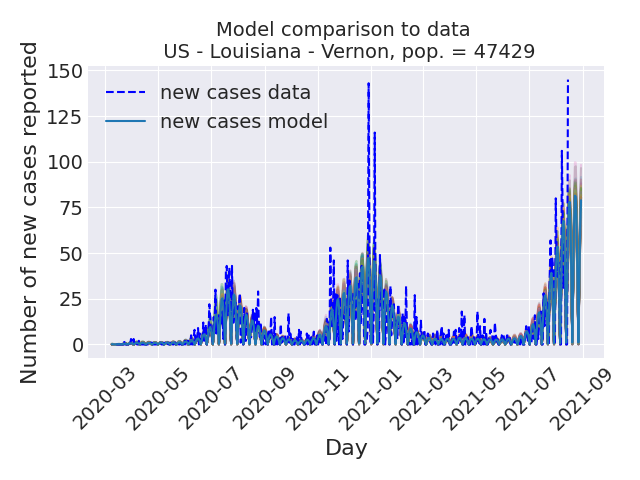 Model comparison to data
US - Louisiana - Vernon, pop. = 47429
Number of new cases reported
150
125
100
75
50
25
0
new cases data
new cases model
2020-03
2020-05
2020-07
2020-09
2020-11
2021-01
2021-03
2021-05
2021-07
2021-09
Day